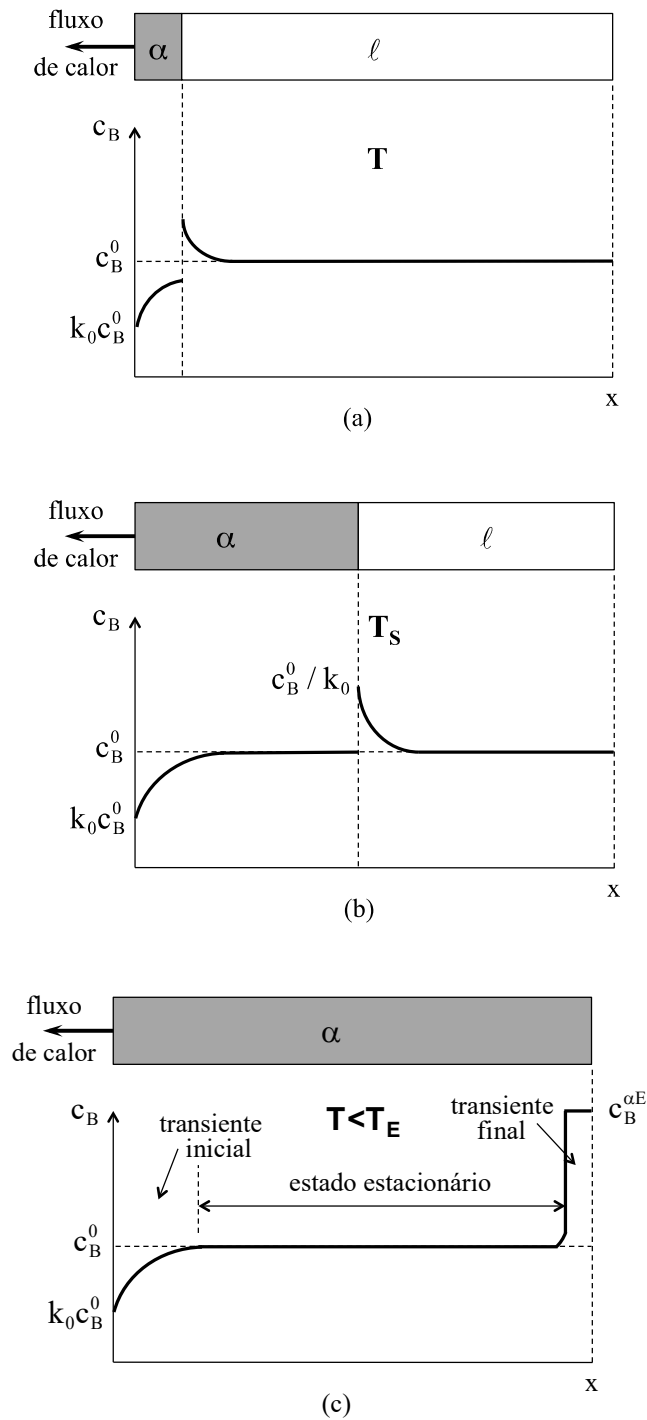 fluxo
de calor
α
ℓ
c_B
T
c_B^0
k_0c_B^0
x
(a)
fluxo
de calor
α
ℓ
c_B
T_S
c_B^0 / k_0
c_B^0
k_0c_B^0
x
(b)
fluxo
de calor
α
c_B
transiente
inicial
T<T_E
transiente
final
c_B^{αE}
estado estacionário
c_B^0
k_0c_B^0
x
(c)